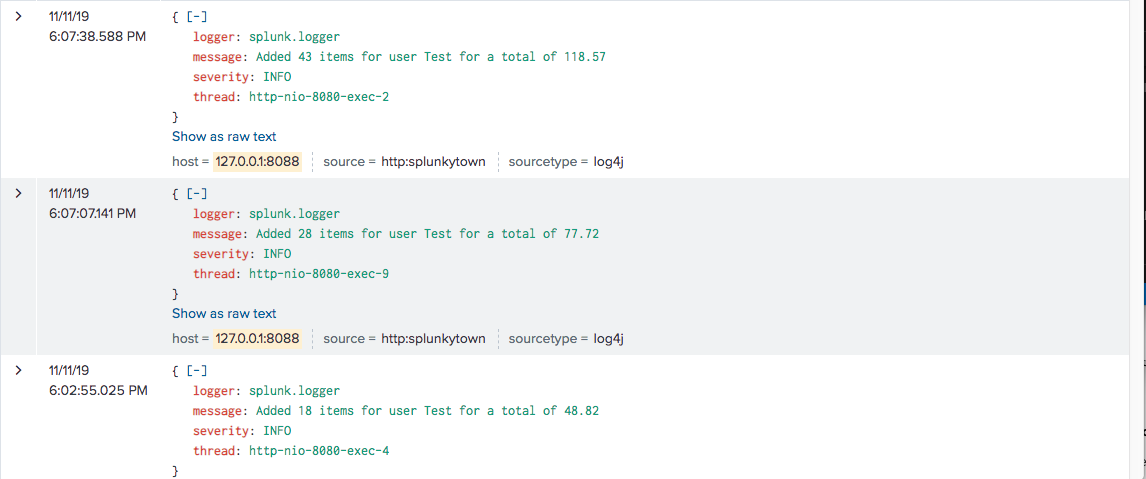 > 11/11/19 { [-]
6:07:38.588 PM logger: splunk.logger
message: Added 43 items for user Test for a total of 118.57
severity: INFO
thread: http-nio-8080-exec-2
}
Show as raw text
host = 127.0.0.1:8088 source = http:splunkytown sourcetype = log4j
> 11/11/19 { [-]
6:07:07.141 PM logger: splunk.logger
message: Added 28 items for user Test for a total of 77.72
severity: INFO
thread: http-nio-8080-exec-9
}
Show as raw text
host = 127.0.0.1:8088 source = http:splunkytown sourcetype = log4j
> 11/11/19 { [-]
6:02:55.025 PM logger: splunk.logger
message: Added 18 items for user Test for a total of 48.82
severity: INFO
thread: http-nio-8080-exec-4
}